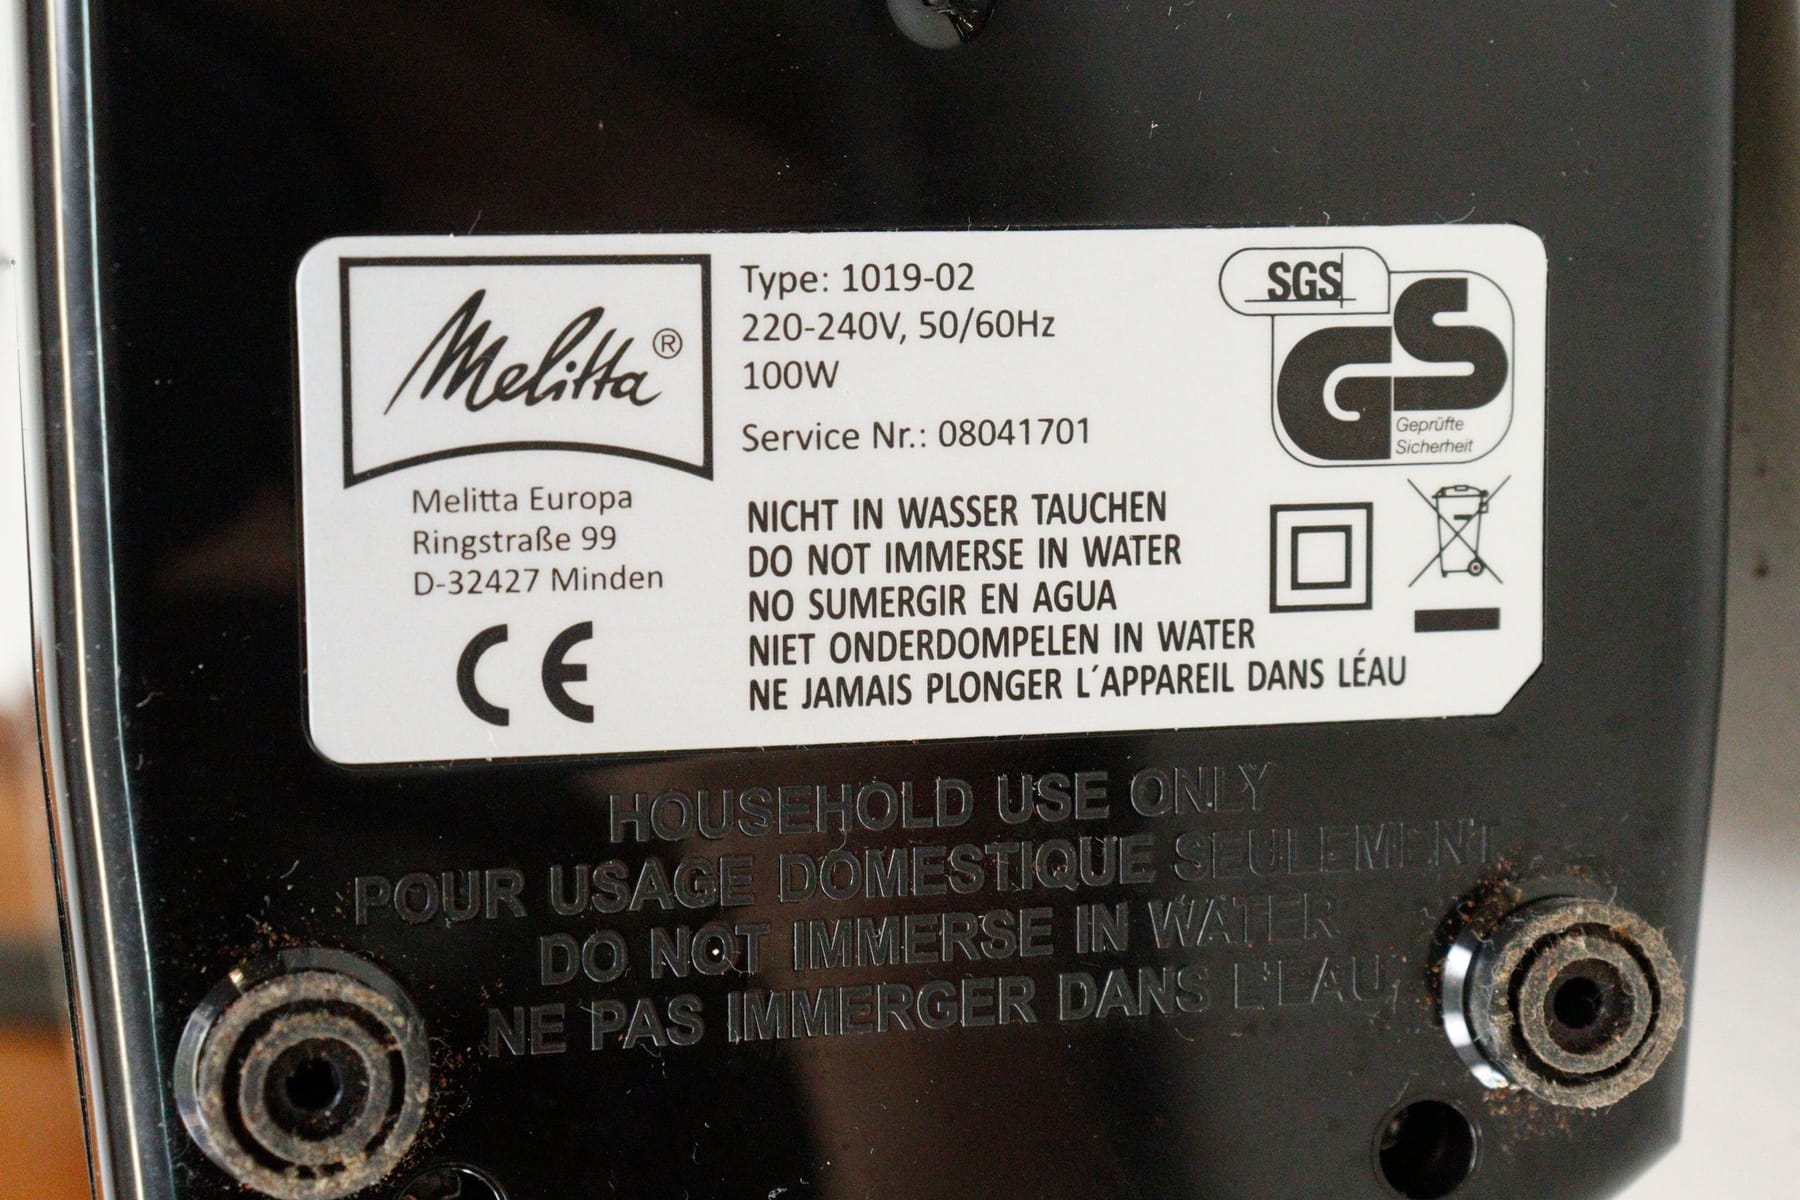 Melitta®
Melitta Europa
Ringstraße 99
D-32427 Minden
CE
Type: 1019-02
220-240V, 50/60Hz
100W
Service Nr.: 08041701
NICHT IN WASSER TAUCHEN
DO NOT IMMERSE IN WATER
NO SUMERGIR EN AGUA
NIET ONDERDOMPELEN IN WATER
NE JAMAIS PLONGER L´APPAREIL DANS LÉAU
SGS
GS
Geprüfte
Sicherheit
HOUSEHOLD USE ONLY
POUR USAGE DOMESTIQUE SEULEMENT
DO NOT IMMERSE IN WATER
NE PAS IMMERGER DANS L'EAU